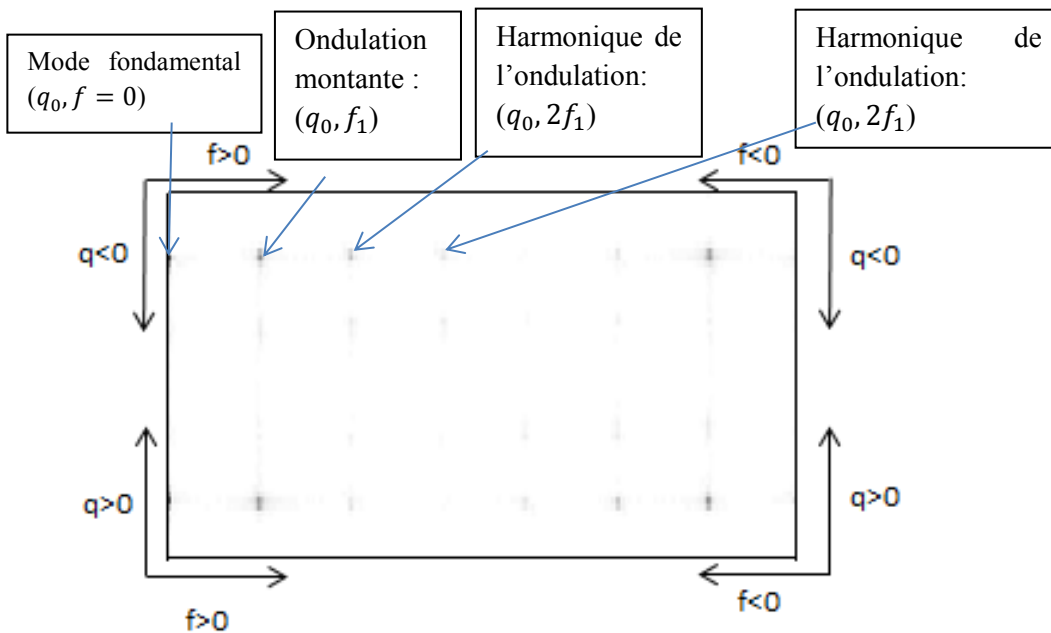 Mode fondamental
(𝑞₀, 𝑓 = 0)
Ondulation
montante :
(𝑞₀, 𝑓₁)
Harmonique de
l’ondulation:
(𝑞₀, 2𝑓₁)
Harmonique de
l’ondulation:
(𝑞₀, 2𝑓₁)
f>0
f<0
q<0
q<0
q>0
q>0
f>0
f<0